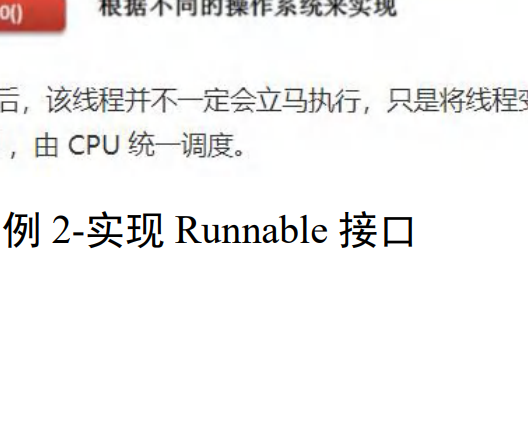 0()
根据不同的操作系统来实现
后，该线程并不一定会立马执行，只是将线程变
，由 CPU 统一调度。
例 2-实现 Runnable 接口